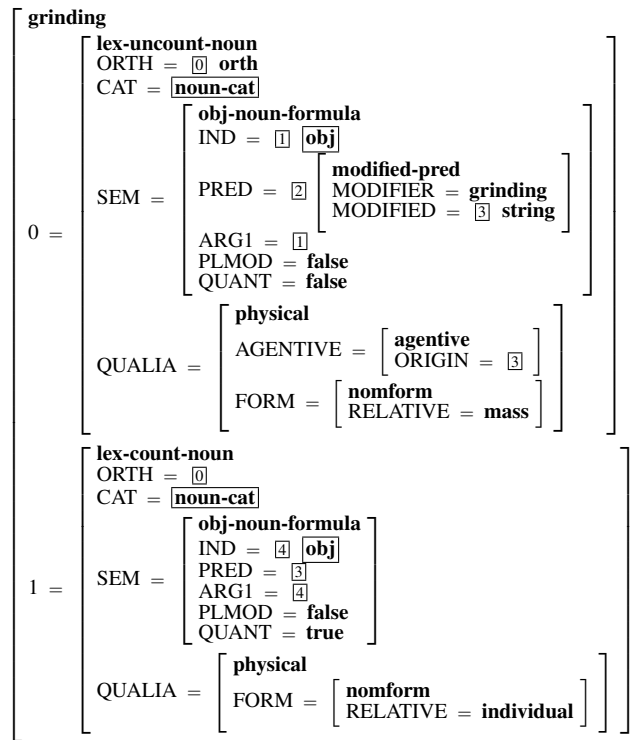 grinding
lex-uncount-noun
ORTH = 0 orth
CAT = noun-cat
obj-noun-formula
IND = 1 obj
modified-pred
SEM = PRED = 2 MODIFIER = grinding
MODIFIED = 3 string
0 =
ARG1 = 1
PLMOD = false
QUANT = false
physical
agentive
AGENTIVE =
ORIGIN = 3
QUALIA =
nomform
FORM =
RELATIVE = mass
lex-count-noun
ORTH = 0
CAT = noun-cat
obj-noun-formula
IND = 4 obj
PRED = 3
1 = SEM =
ARG1 = 4
PLMOD = false
QUANT = true
physical
QUALIA = nomform
FORM =
RELATIVE = individual